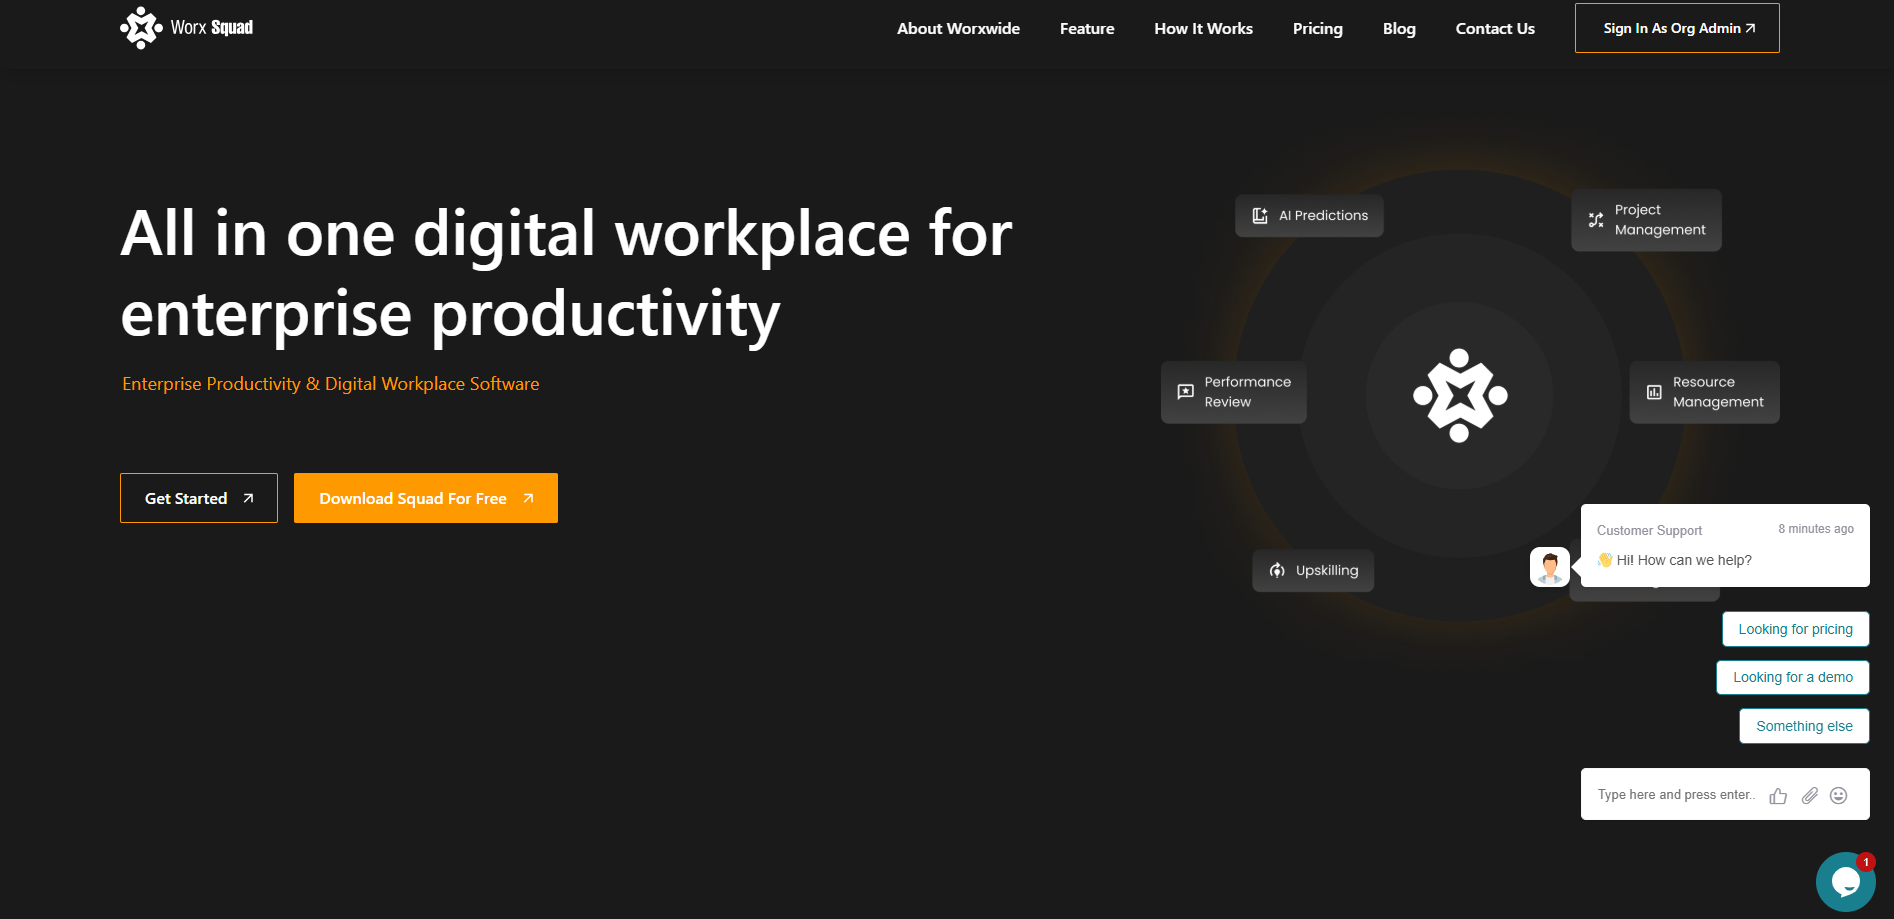 Worx Squad
About Worxwide
Feature
How It Works
Pricing
Blog
Contact Us
Sign In As Org Admin
All in one digital workplace for
enterprise productivity
Enterprise Productivity & Digital Workplace Software
Get Started
Download Squad For Free
AI Predictions
Project
Management
Performance
Review
Resource
Management
Upskilling
Customer Support
8 minutes ago
👋 Hi! How can we help?
Looking for pricing
Looking for a demo
Something else
Type here and press enter..
1